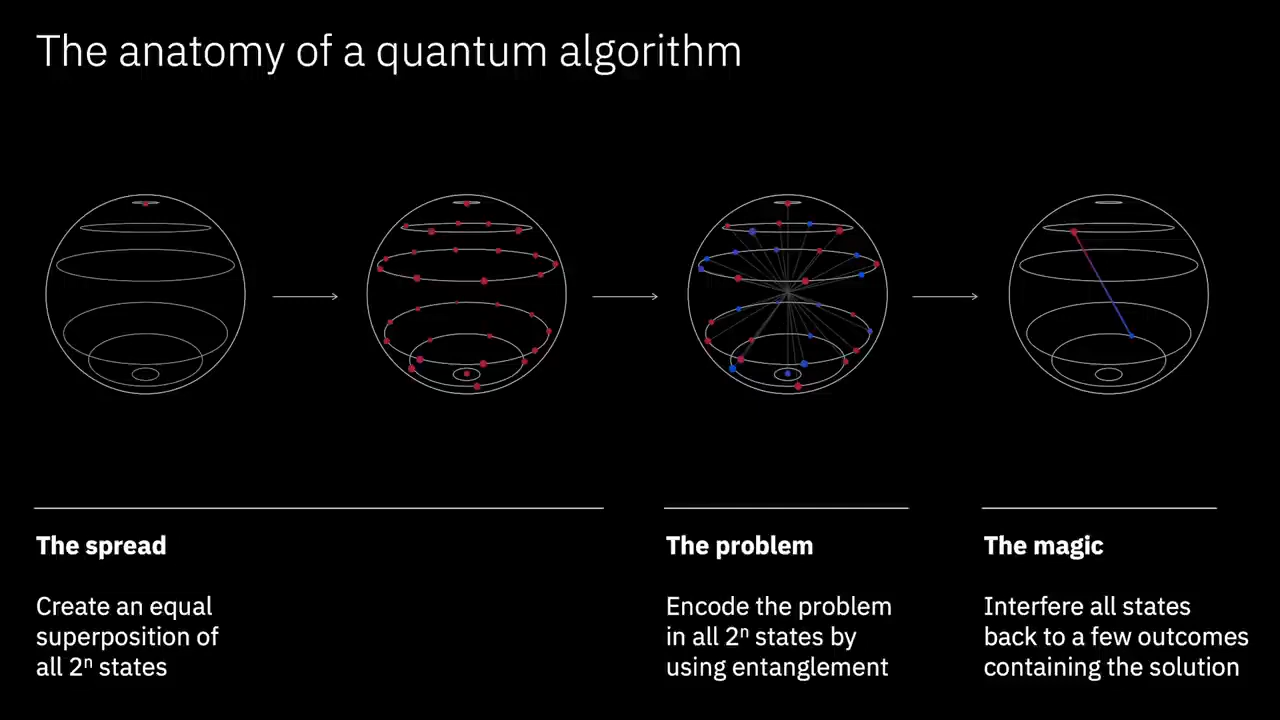 The anatomy of a quantum algorithm
The spread
Create an equal
superposition of
all 2ⁿ states
The problem
Encode the problem
in all 2ⁿ states by
using entanglement
The magic
Interfere all states
back to a few outcomes
containing the solution